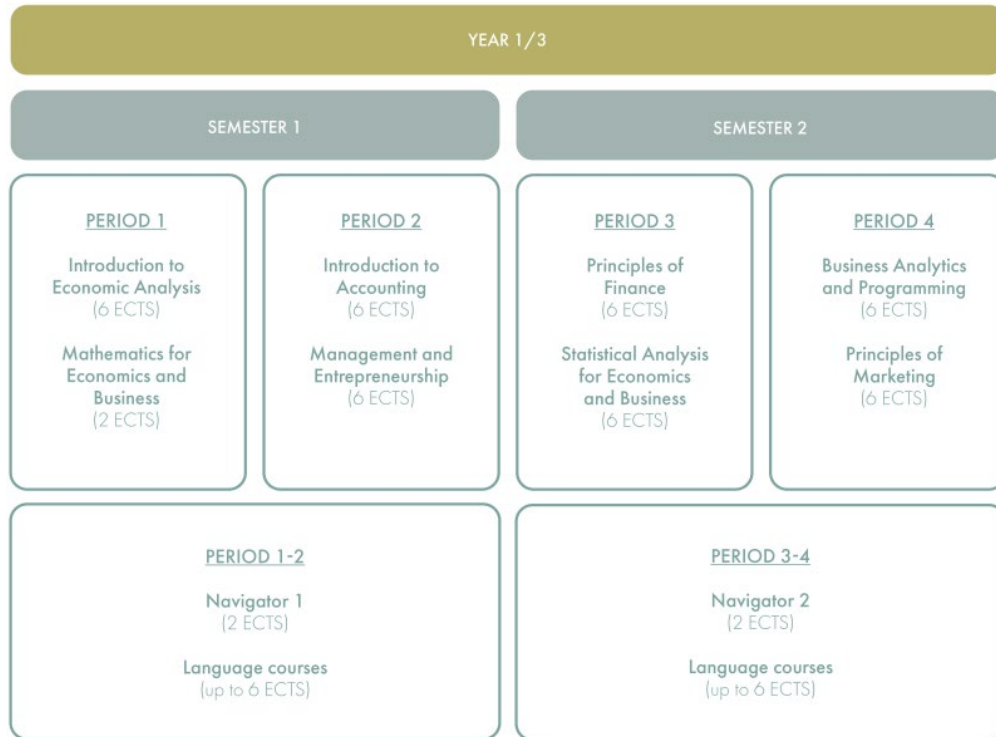 YEAR 1/3
SEMESTER 1
SEMESTER 2
PERIOD 1
Introduction to
Economic Analysis
(6 ECTS)
Mathematics for
Economics and
Business
(2 ECTS)
PERIOD 2
Introduction to
Accounting
(6 ECTS)
Management and
Entrepreneurship
(6 ECTS)
PERIOD 3
Principles of
Finance
(6 ECTS)
Statistical Analysis
for Economics
and Business
(6 ECTS)
PERIOD 4
Business Analytics
and Programming
(6 ECTS)
Principles of
Marketing
(6 ECTS)
PERIOD 1-2
Navigator 1
(2 ECTS)
Language courses
(up to 6 ECTS)
PERIOD 3-4
Navigator 2
(2 ECTS)
Language courses
(up to 6 ECTS)